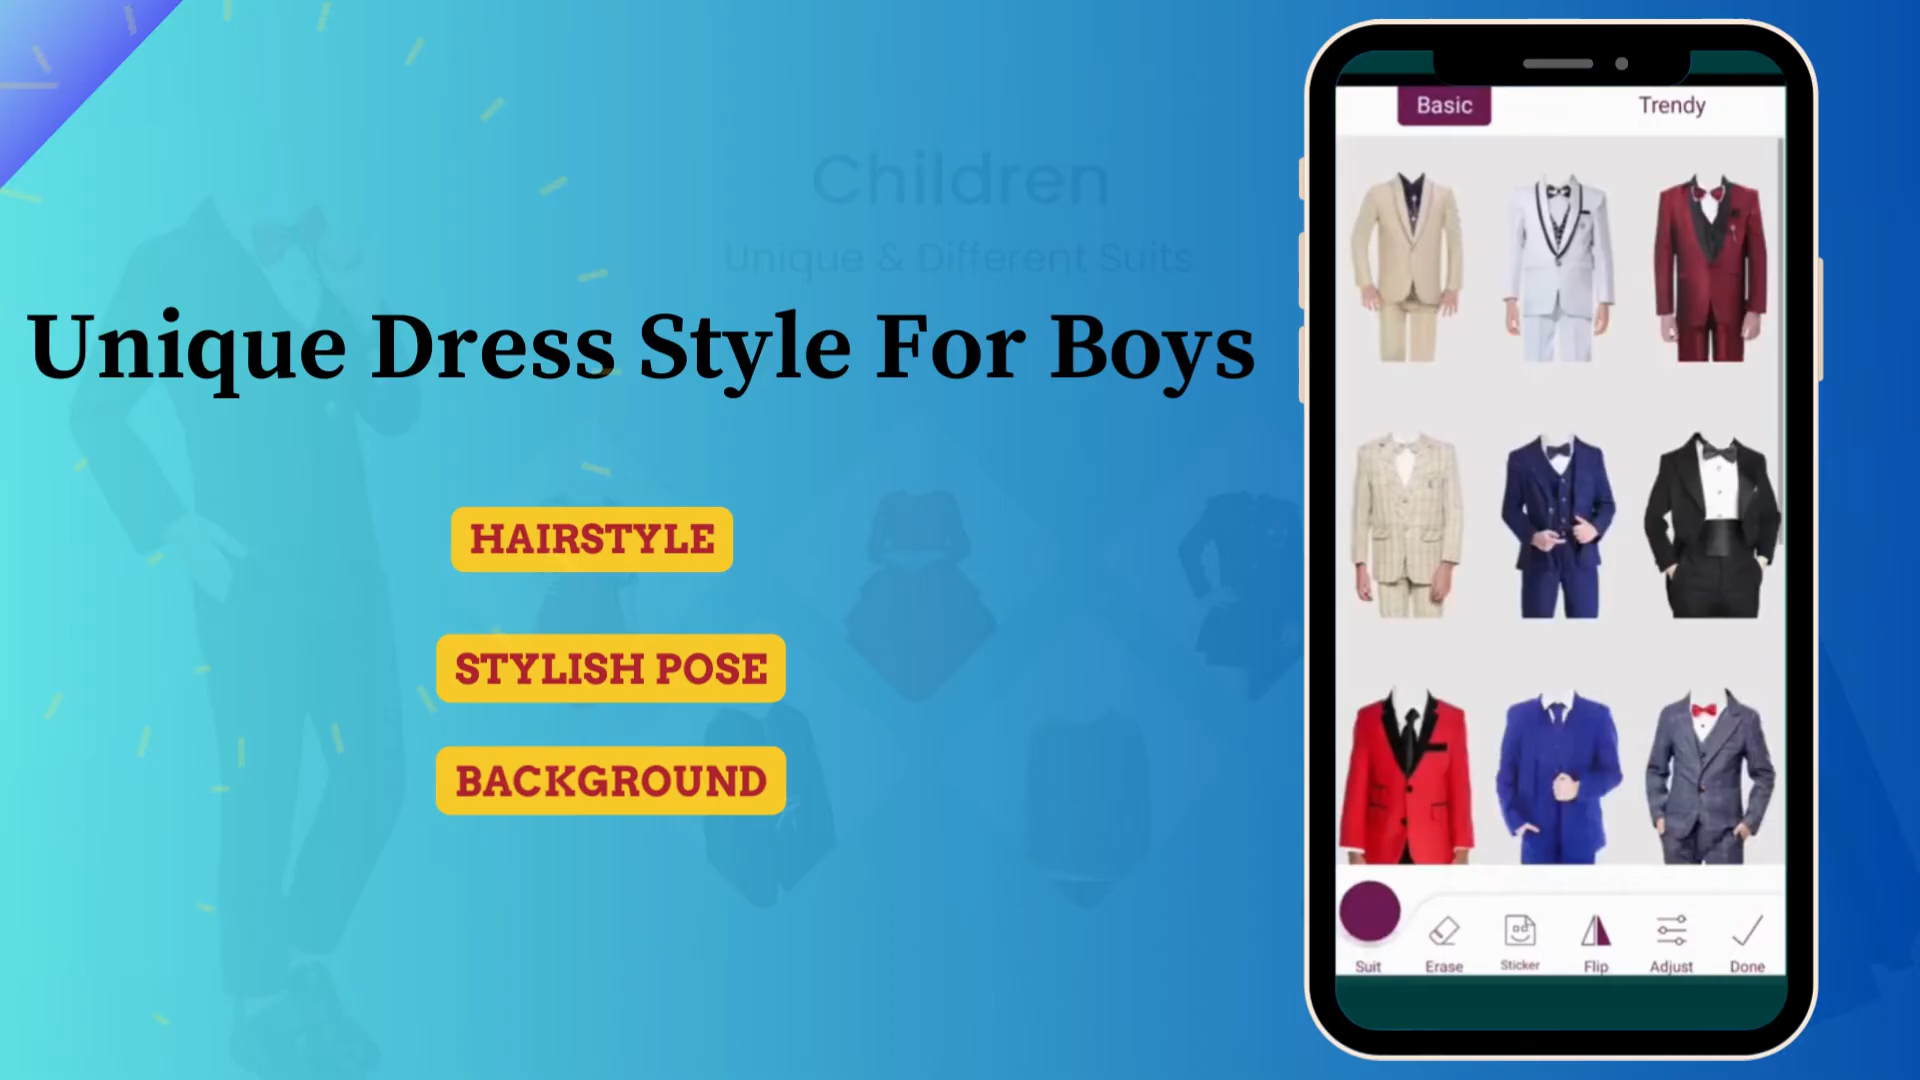 Children
Unique & Different Suits
Unique Dress Style For Boys
HAIRSTYLE
STYLISH POSE
BACKGROUND
Basic
Trendy
Suit
Erase
Sticker
Flip
Adjust
Done